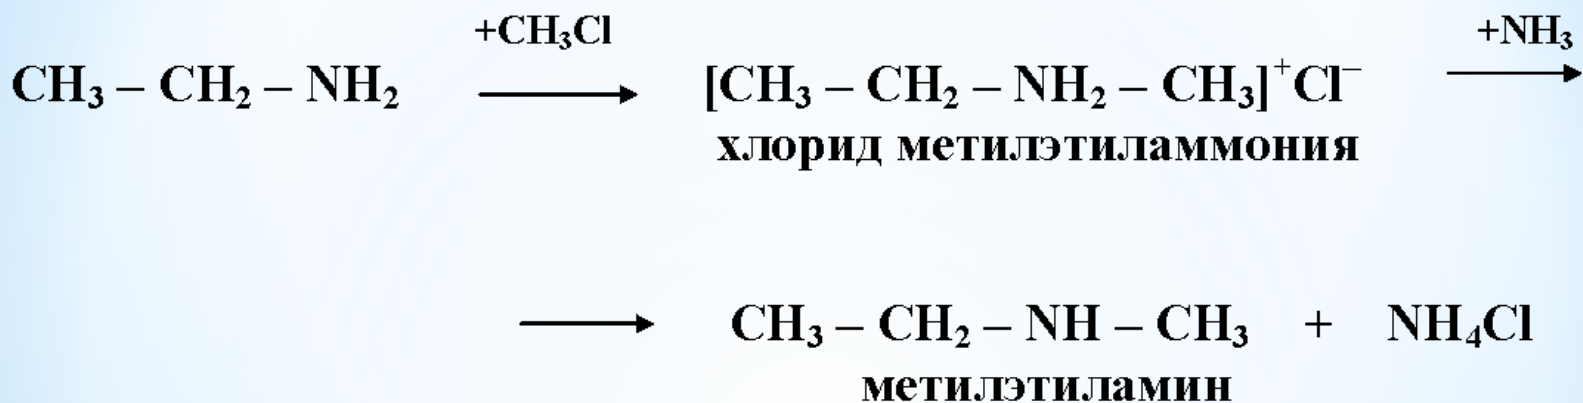 +CH₃Cl +NH₃
CH₃ – CH₂ – NH₂ → [CH₃ – CH₂ – NH₂ – CH₃]⁺Cl⁻ →
хлорид метилэтиламмония
→ CH₃ – CH₂ – NH – CH₃ + NH₄Cl
метилэтиламин